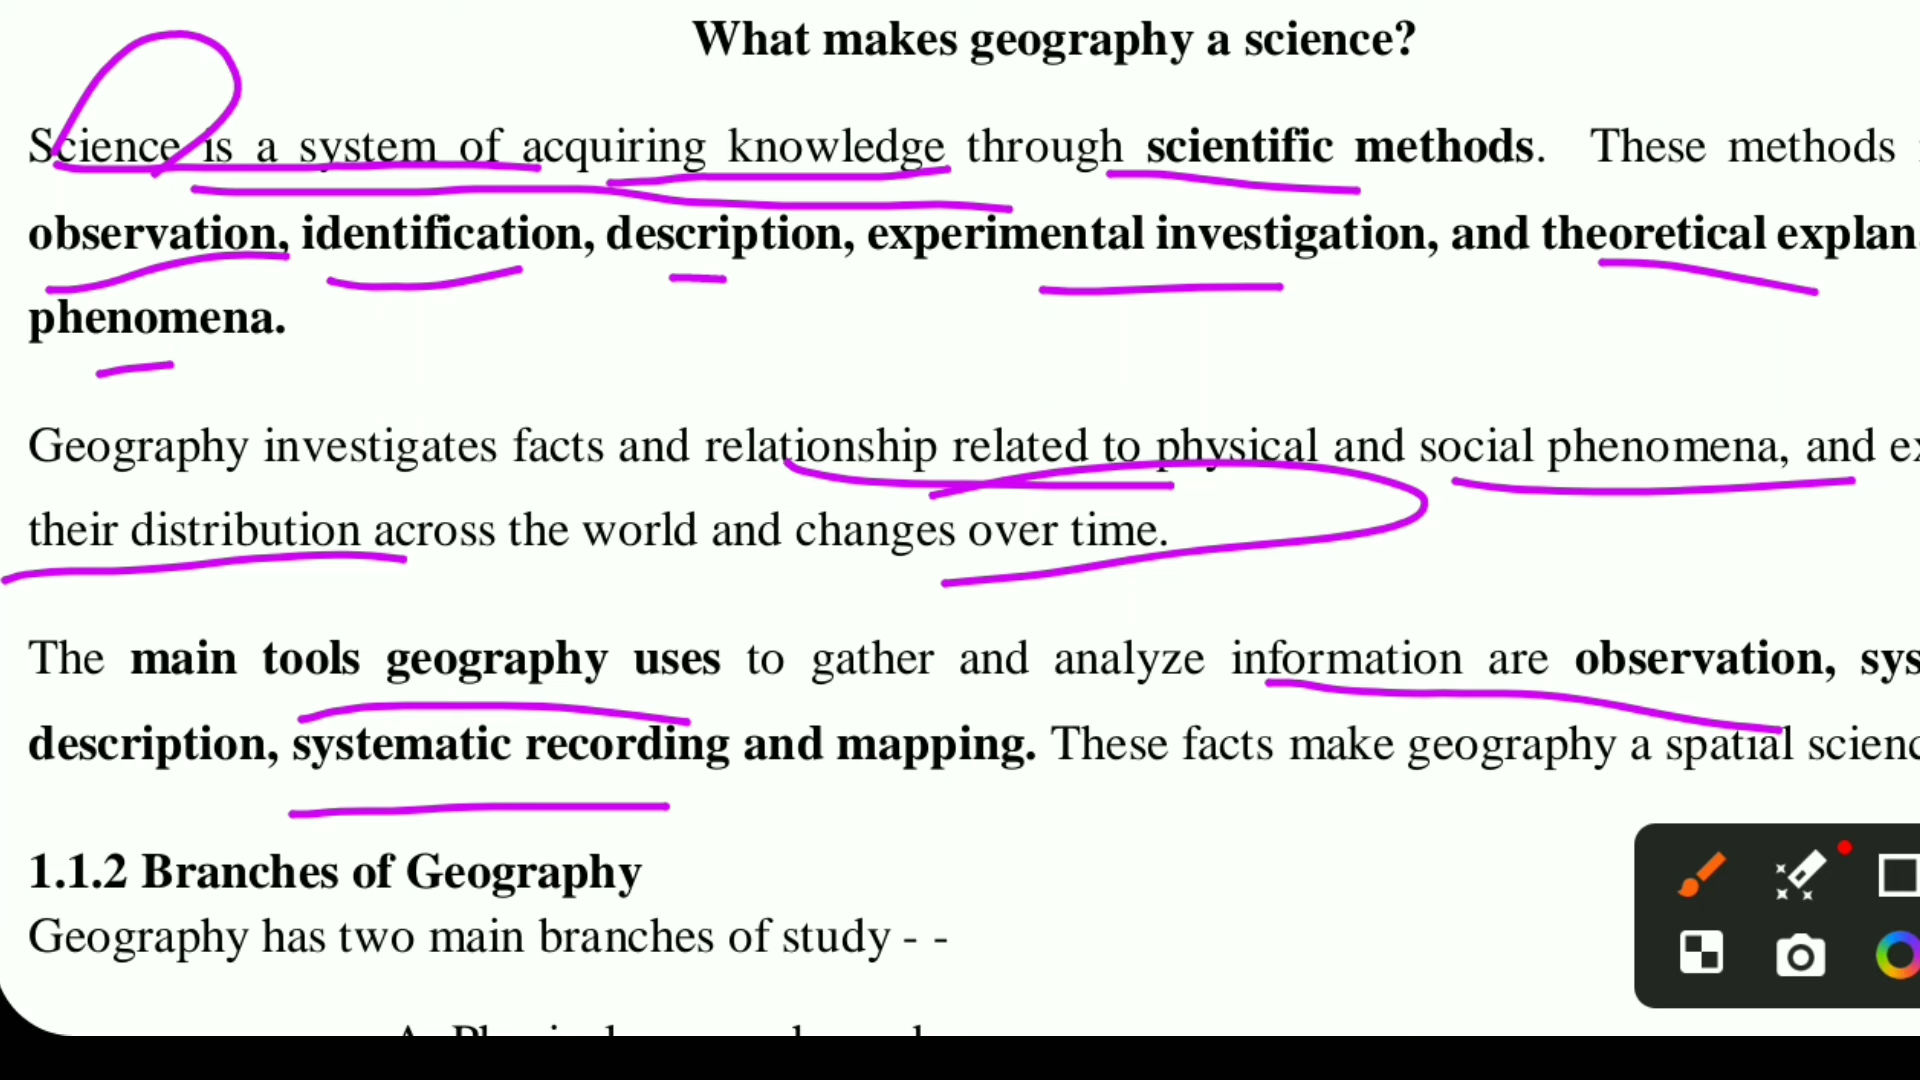 What makes geography a science?
Science is a system of acquiring knowledge through scientific methods. These methods
observation, identification, description, experimental investigation, and theoretical
phenomena.
Geography investigates facts and relationship related to physical and social phenomena, and
their distribution across the world and changes over time.
The main tools geography uses to gather and analyze information are observation,
description, systematic recording and mapping. These facts make geography a spatial
1.1.2 Branches of Geography
Geography has two main branches of study - -